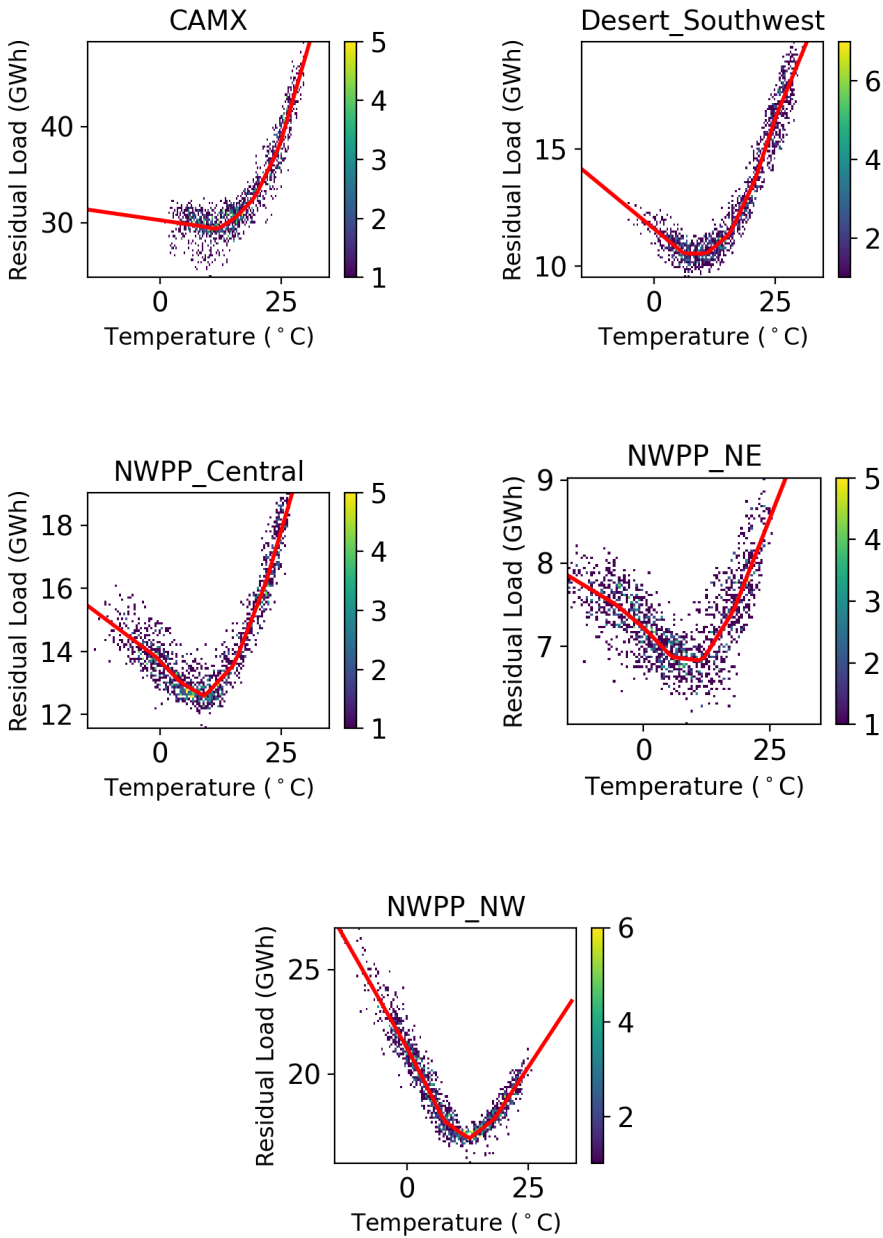 CAMX
Residual Load (GWh)
40
30
0 25
Temperature (°C)
5
4
3
2
1
Desert_Southwest
Residual Load (GWh)
15
10
0 25
Temperature (°C)
6
4
2
NWPP_Central
Residual Load (GWh)
18
16
14
12
0 25
Temperature (°C)
5
4
3
2
1
NWPP_NE
Residual Load (GWh)
9
8
7
0 25
Temperature (°C)
5
4
3
2
1
NWPP_NW
Residual Load (GWh)
25
20
0 25
Temperature (°C)
6
4
2